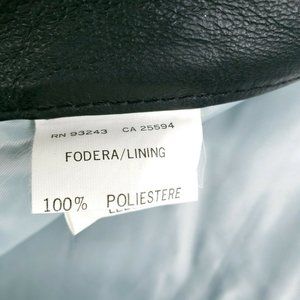 RN 93243 CA 25594
FODERA/LINING
100% POLIESTERE